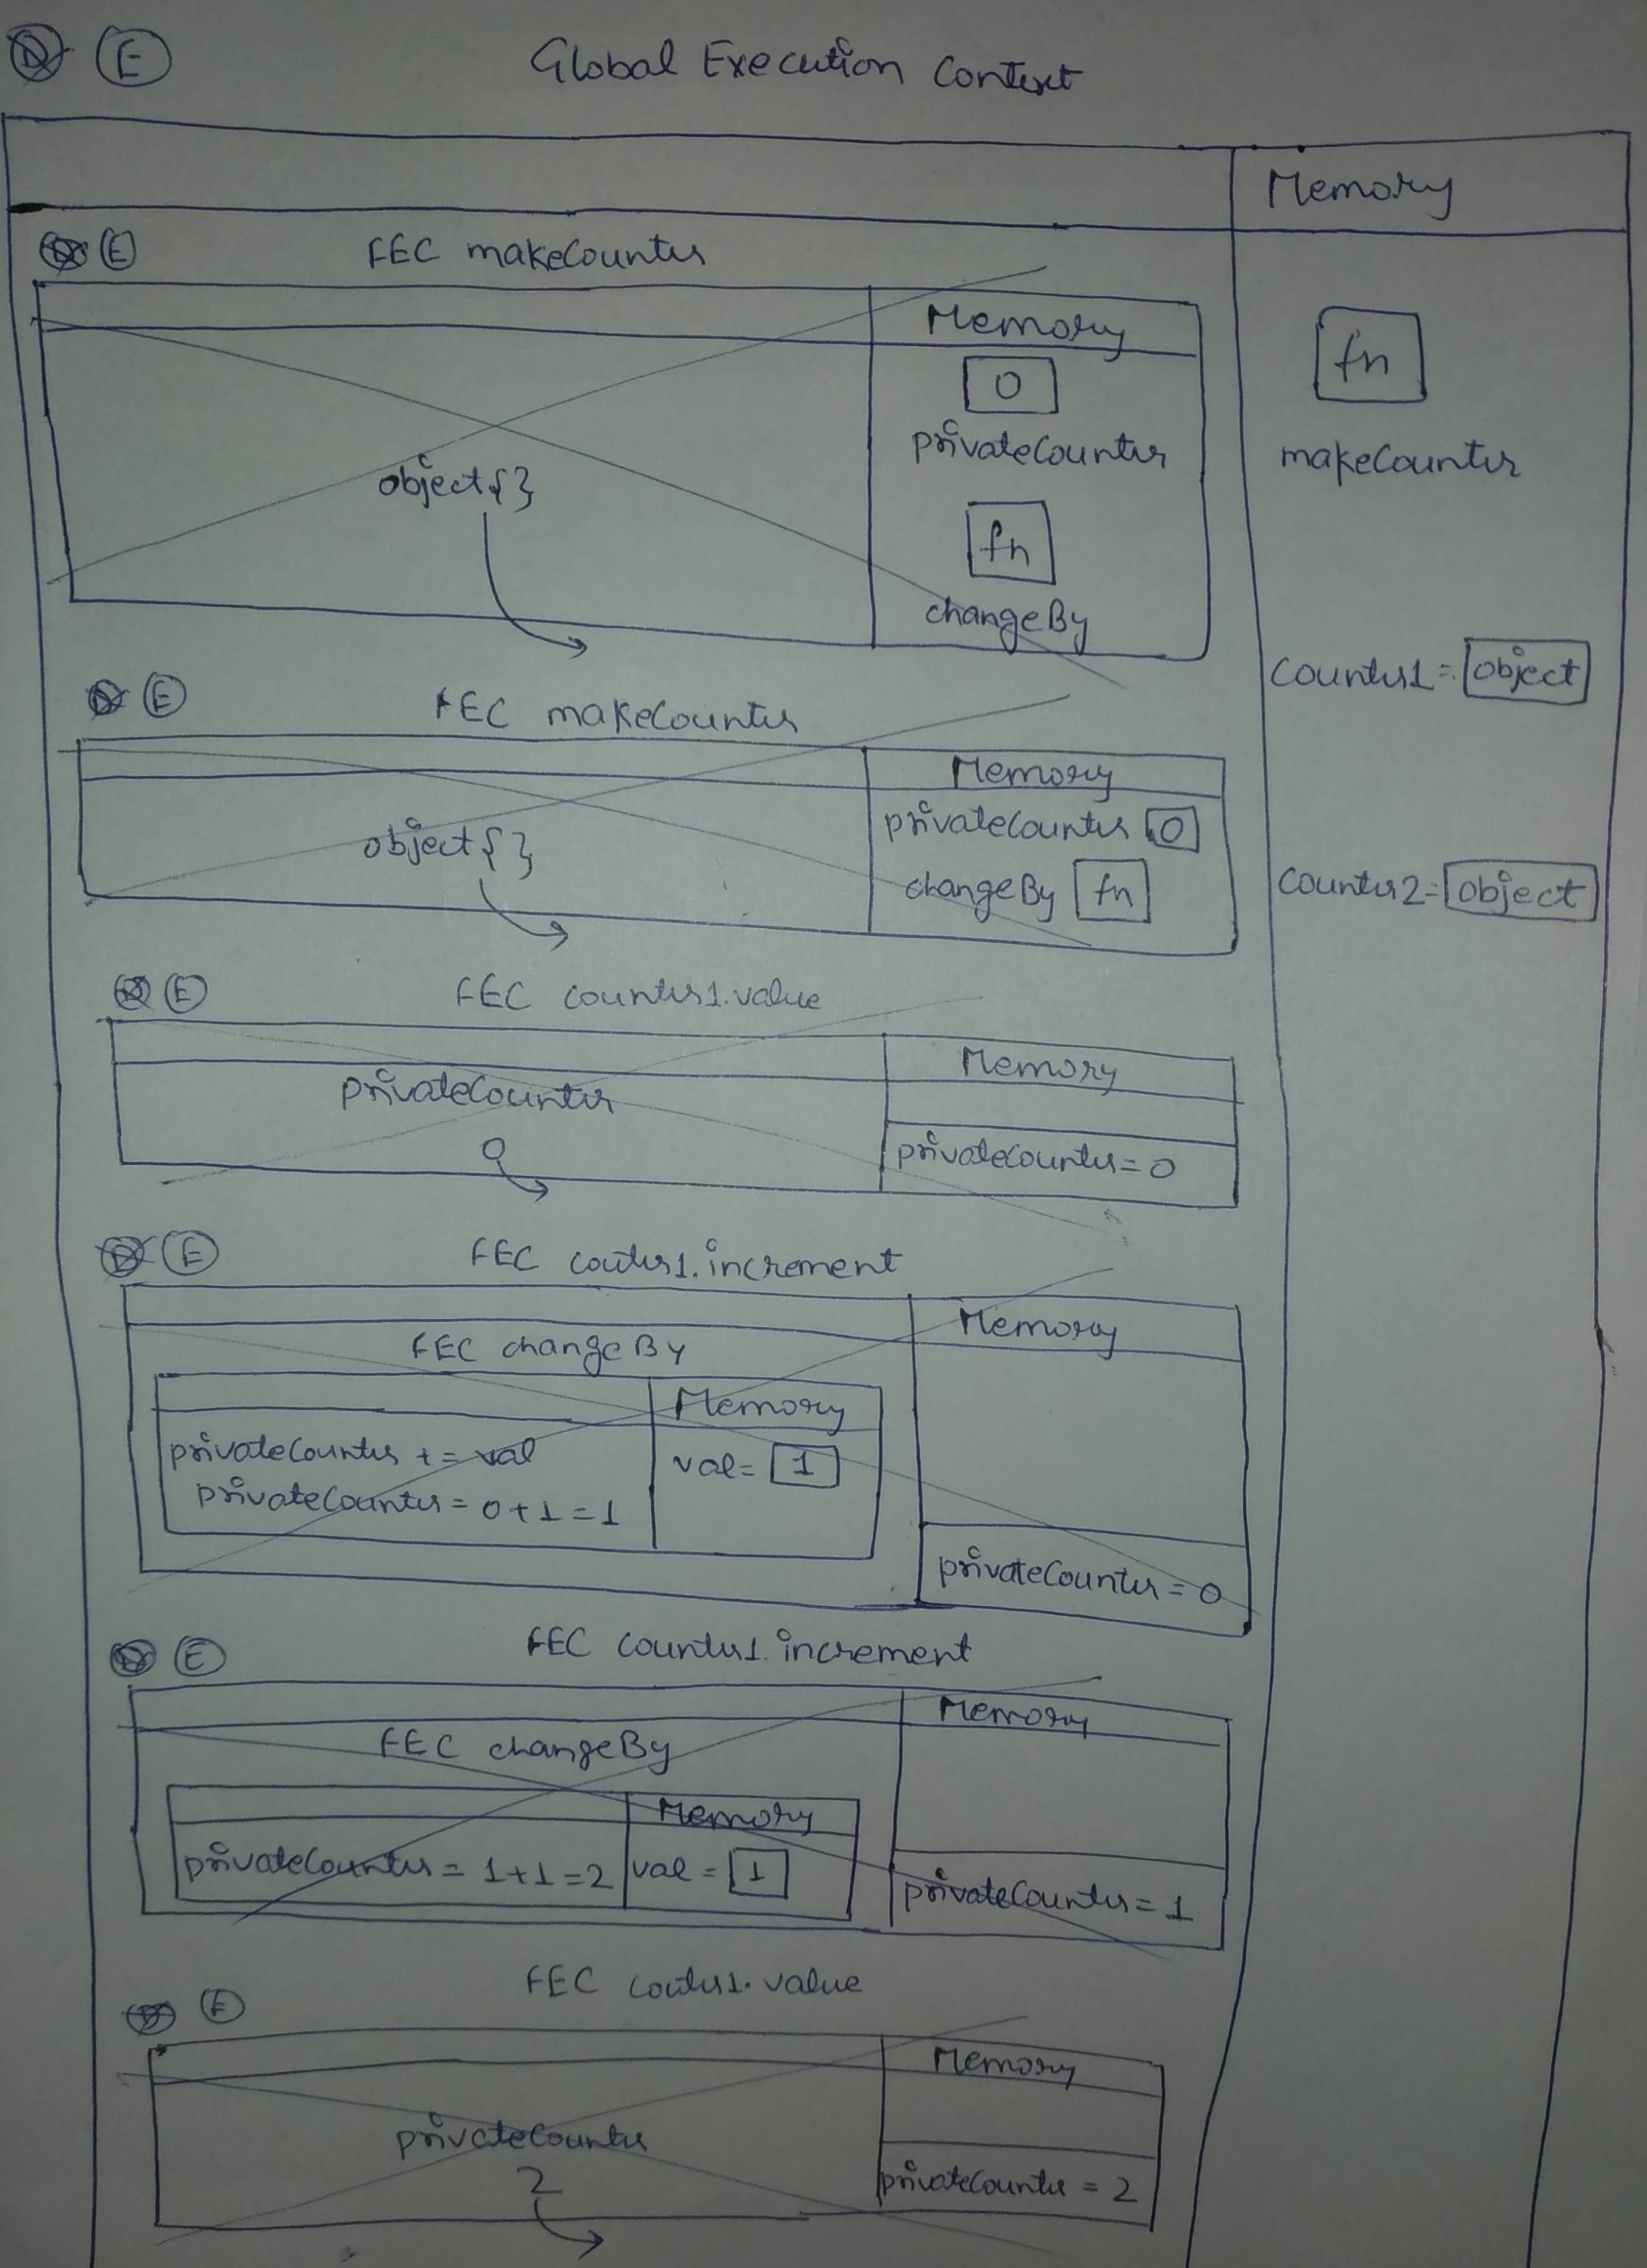 D E Global Execution Context
Memory
D E FEC makeCounter
Memory
0
privateCounter
object{}
fn
changeBy
fn
makeCounter
Counter1 = object
D E FEC makeCounter
Memory
privateCounter 0
object{}
changeBy fn
Counter2 = object
D E FEC counter1.value
Memory
privateCounter
0
privateCounter = 0
D E FEC couter1.increment
Memory
FEC changeBy
Memory
privateCounter += val
val = 1
privateCounter = 0+1=1
privateCounter = 0
D E FEC Counter1.increment
Memory
FEC changeBy
Memory
privateCounter = 1+1=2
val = 1
privateCounter = 1
D E FEC couter1.value
Memory
privateCounter
2
privateCounter = 2